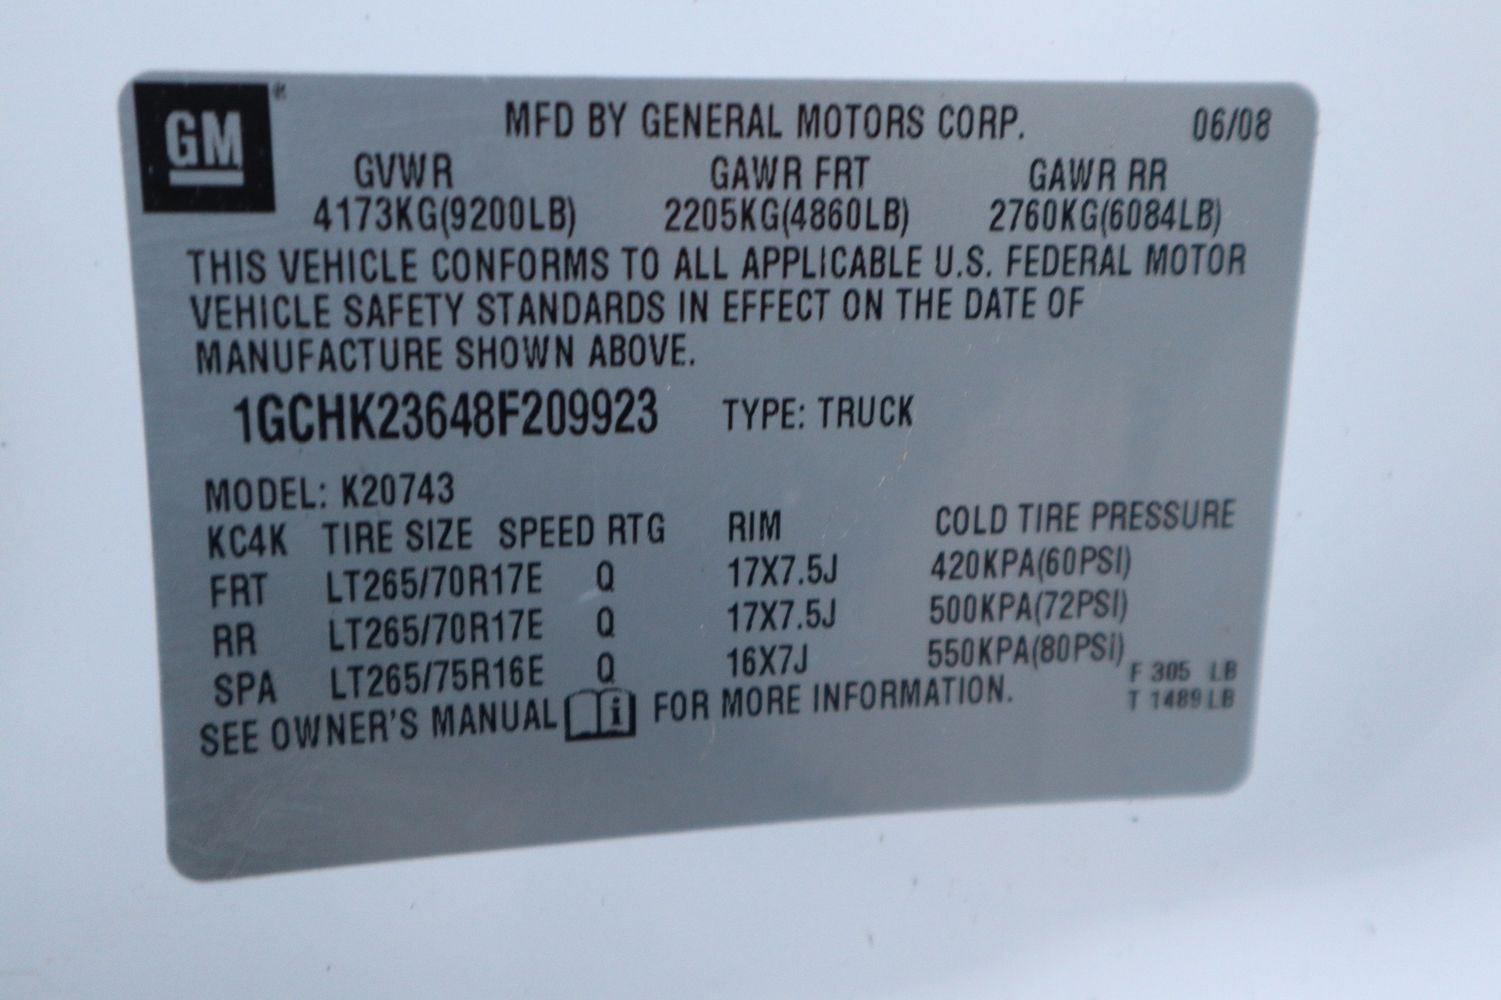 GM®
MFD BY GENERAL MOTORS CORP. 06/08
GVWR GAWR FRT GAWR RR
4173KG(9200LB) 2205KG(4860LB) 2760KG(6084LB)
THIS VEHICLE CONFORMS TO ALL APPLICABLE U.S. FEDERAL MOTOR
VEHICLE SAFETY STANDARDS IN EFFECT ON THE DATE OF
MANUFACTURE SHOWN ABOVE.
1GCHK23648F209923 TYPE: TRUCK
MODEL: K20743
KC4K TIRE SIZE SPEED RTG RIM COLD TIRE PRESSURE
FRT LT265/70R17E Q 17X7.5J 420KPA(60PSI)
RR LT265/70R17E Q 17X7.5J 500KPA(72PSI)
SPA LT265/75R16E Q 16X7J 550KPA(80PSI)
F 305 LB
T 1489 LB
SEE OWNER'S MANUAL i FOR MORE INFORMATION.